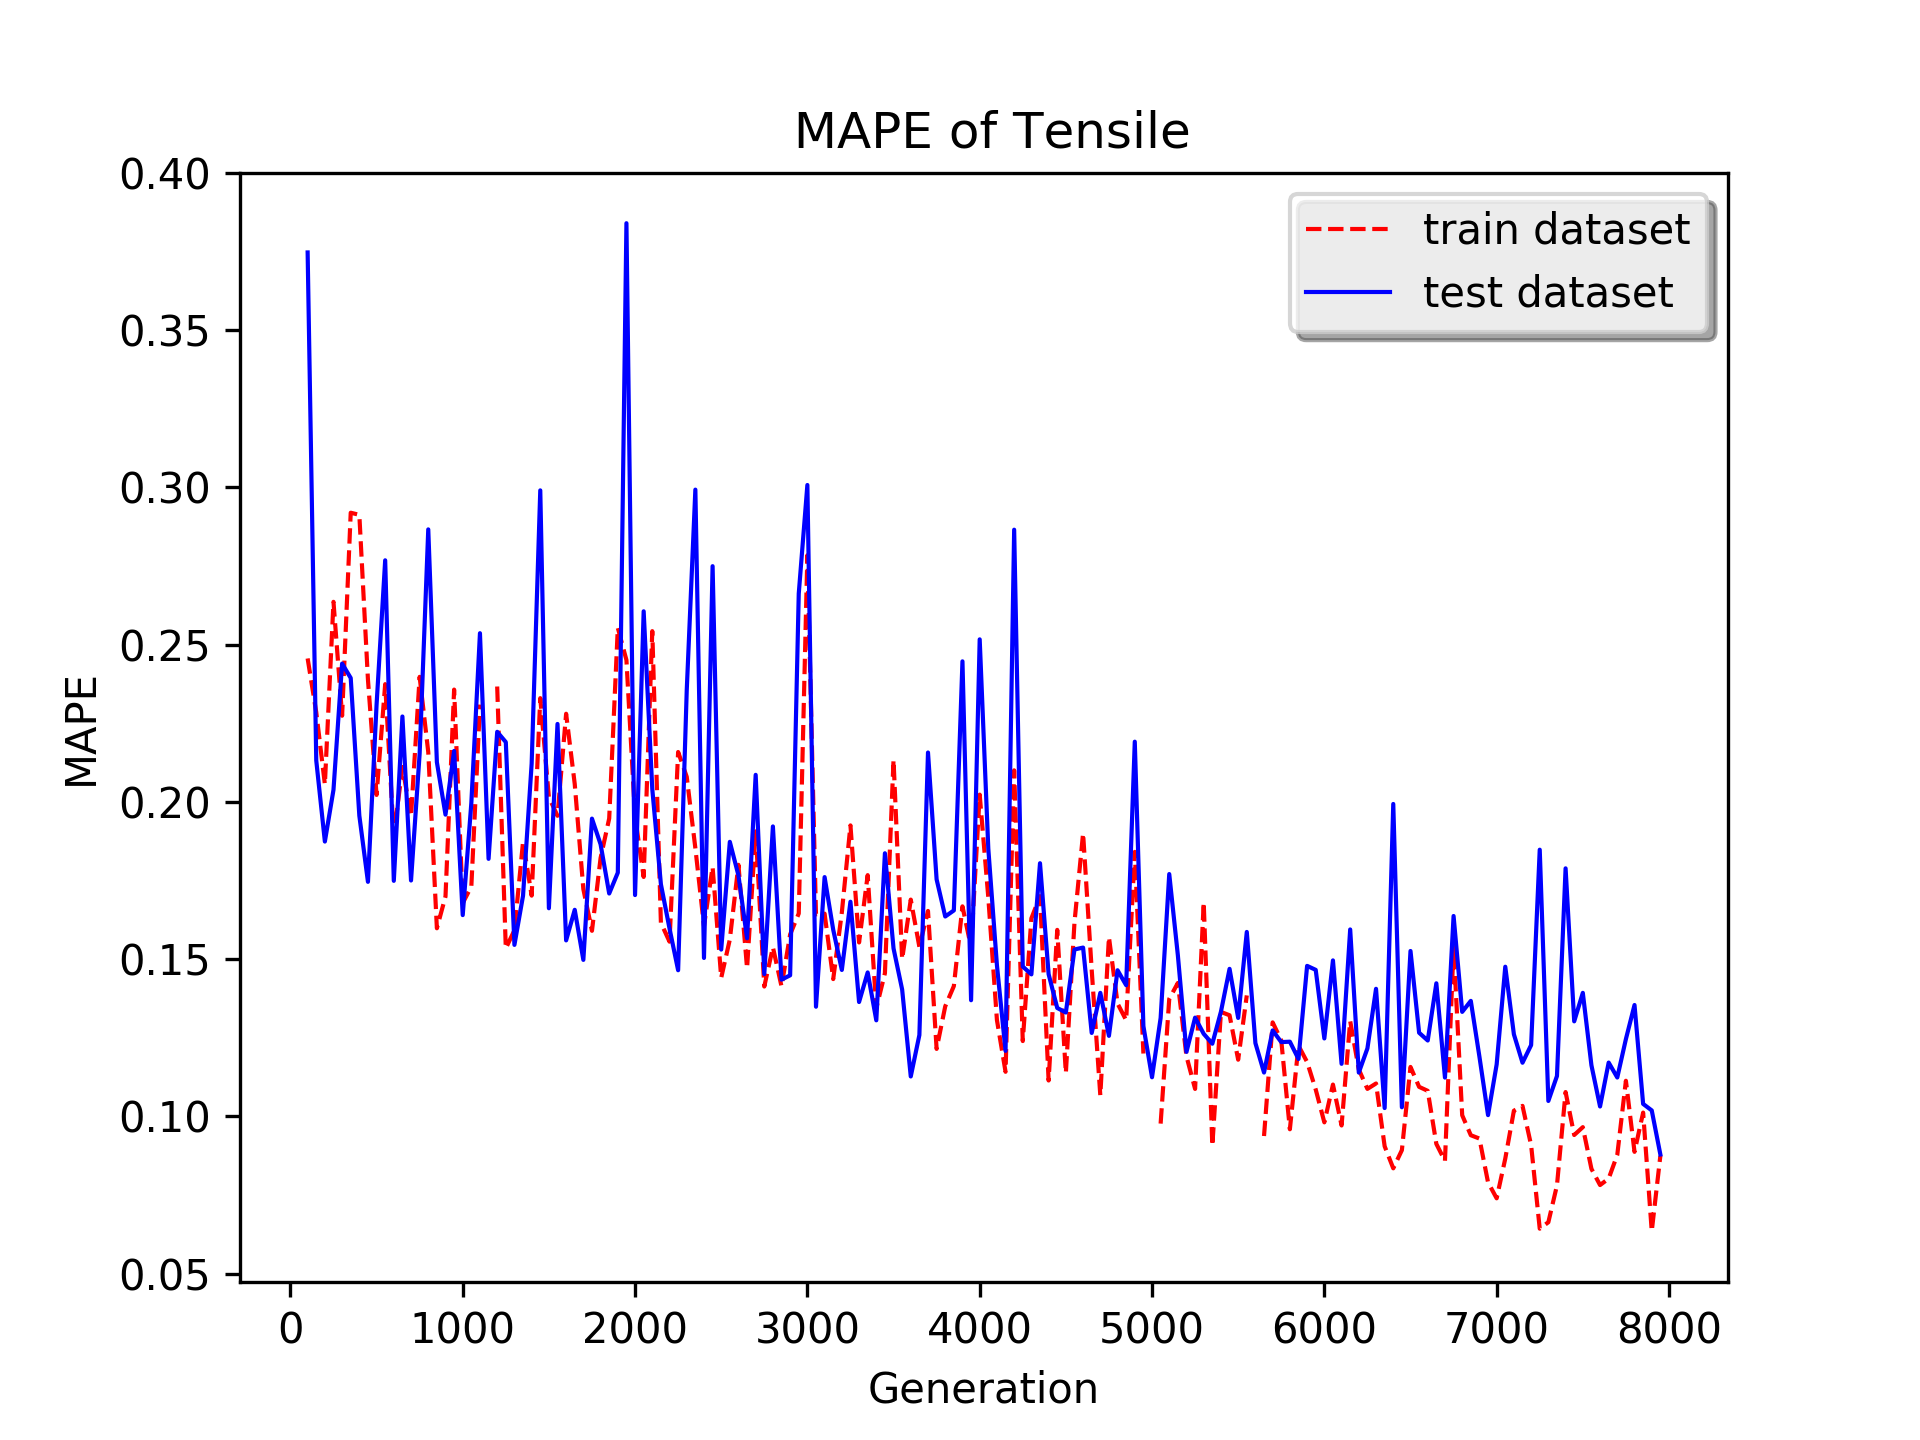 MAPE of Tensile
0.40
0.35
0.30
0.25
0.20
0.15
0.10
0.05
MAPE
train dataset
test dataset
0 1000 2000 3000 4000 5000 6000 7000 8000
Generation